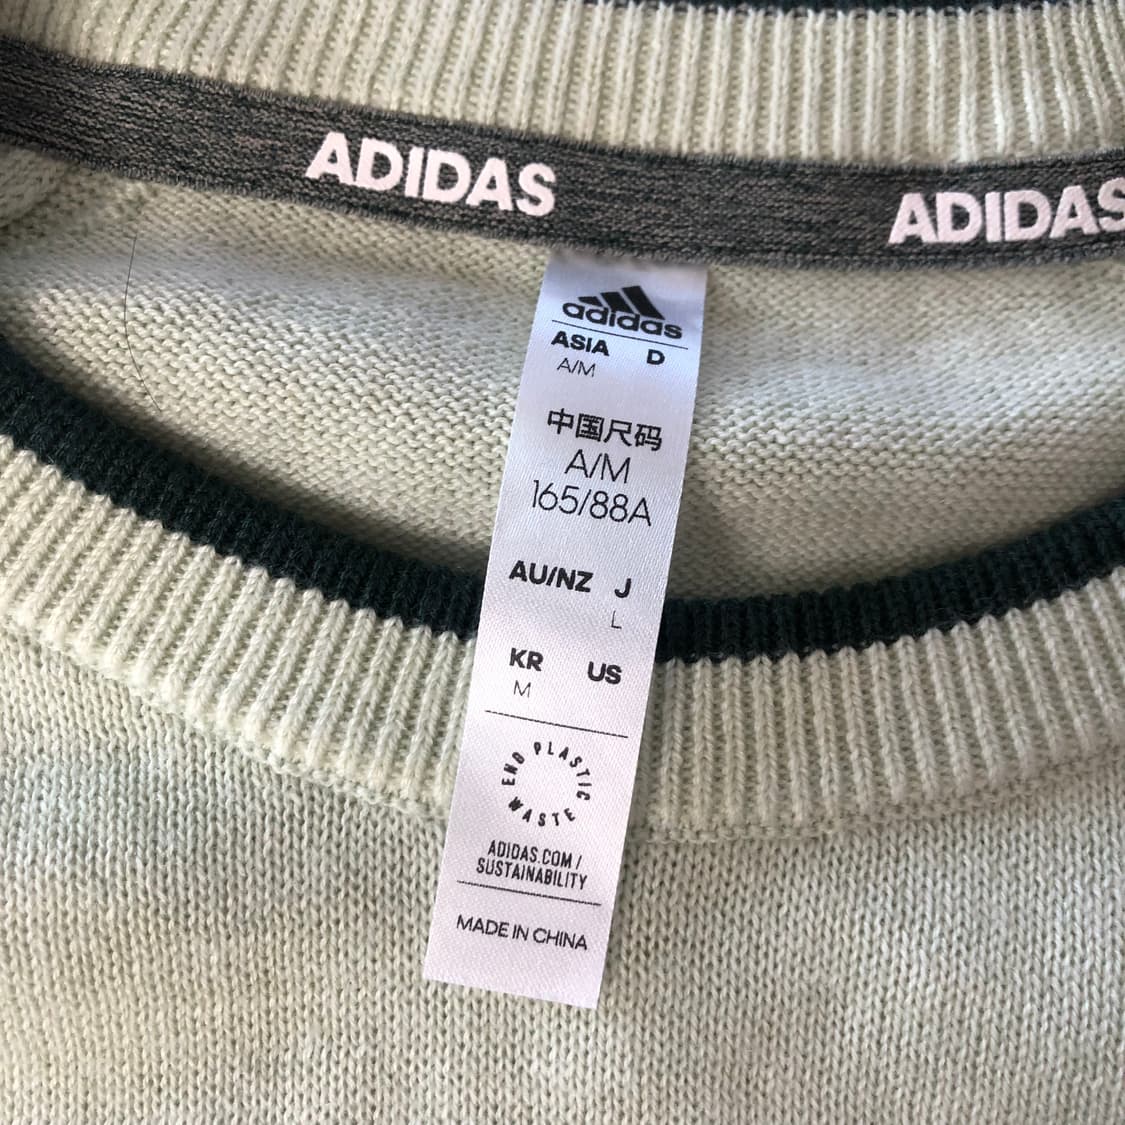 ADIDAS ADIDAS
adidas
ASIA D
A/M
中国尺码
A/M
165/88A
AU/NZ J
L
KR US
M
END PLASTIC WASTE
ADIDAS.COM/
SUSTAINABILITY
MADE IN CHINA